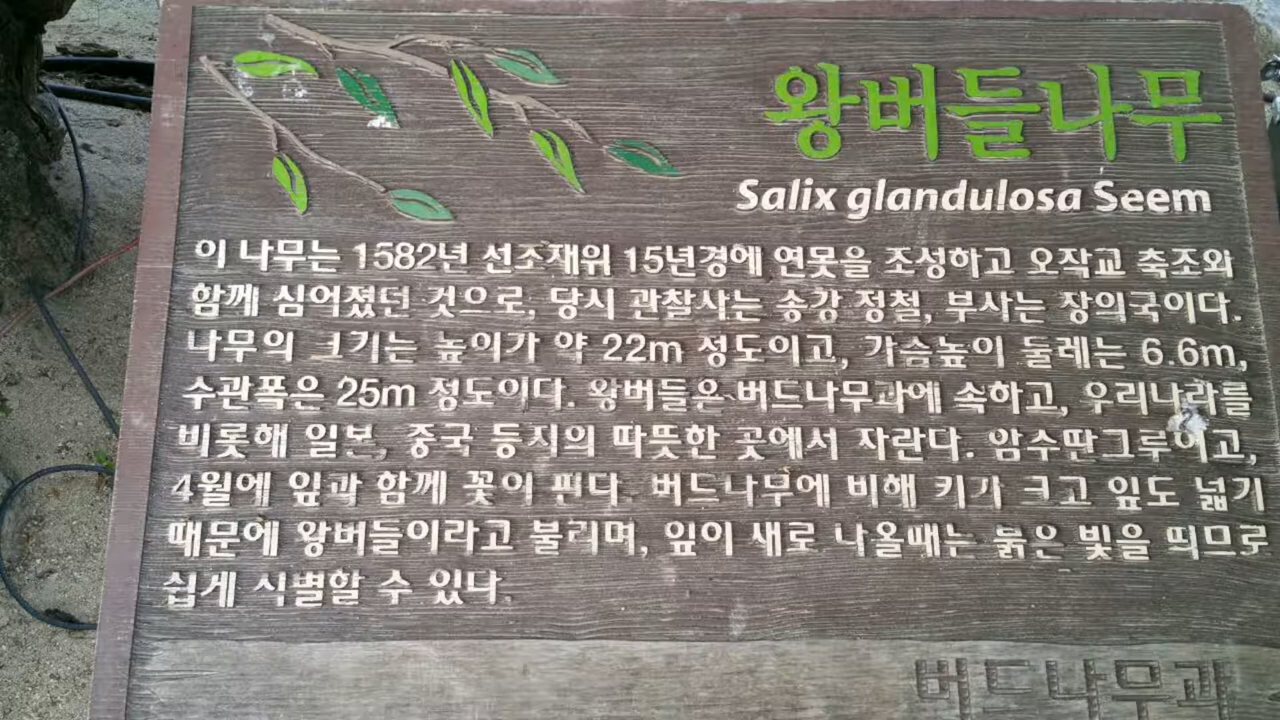 왕버들나무
Salix glandulosa Seem
이 나무는 1582년 선조재위 15년경에 연못을 조성하고 오작교 축조와
함께 심어졌던 것으로, 당시 관찰사는 송강 정철, 부사는 장의국이다.
나무의 크기는 높이가 약 22m 정도이고, 가슴높이 둘레는 6.6m,
수관폭은 25m 정도이다. 왕버들은 버드나무과에 속하고, 우리나라를
비롯해 일본, 중국 등지의 따뜻한 곳에서 자란다. 암수딴그루이고,
4월에 잎과 함께 꽃이 핀다. 버드나무에 비해 키가 크고 잎도 넓기
때문에 왕버들이라고 불리며, 잎이 새로 나올때는 붉은 빛을 띄므로
쉽게 식별할 수 있다.
버드나무과